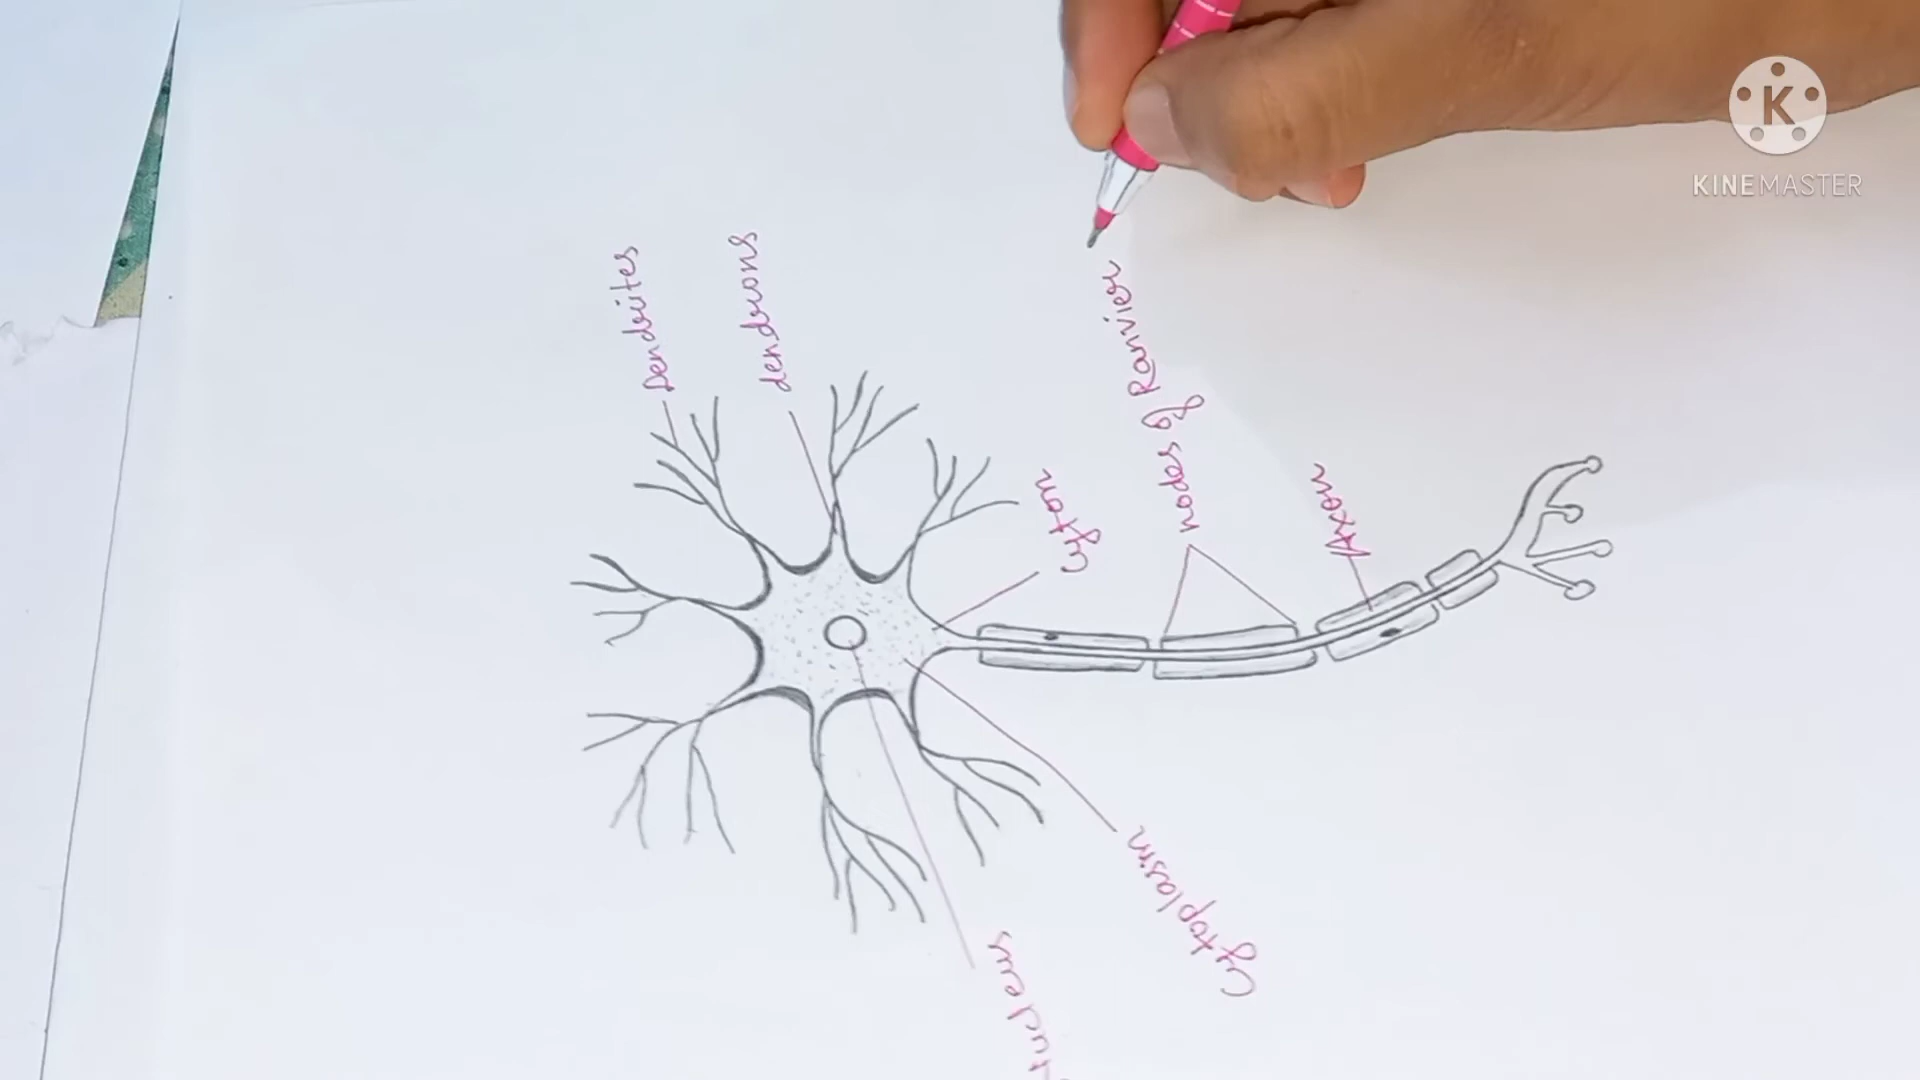 Dendrites
dendrons
Cyton
nodes of Ranvier
Axon
Cytoplasm
KINEMASTER